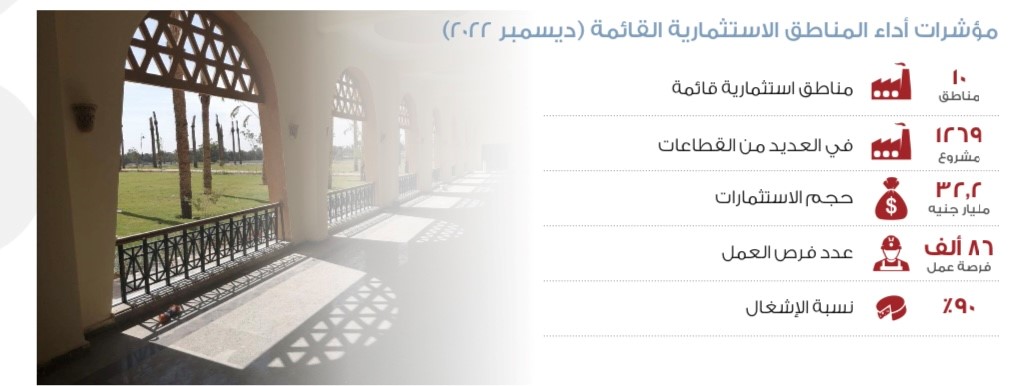 مؤشرات أداء المناطق الاستثمارية القائمة (ديسمبر ٢٠٢٢)
١٠
مناطق
مناطق استثمارية قائمة
١٢٦٩
مشروع
في العديد من القطاعات
٣٢,٢
مليار جنيه
حجم الاستثمارات
٨٦ ألف
فرصة عمل
عدد فرص العمل
٩٠٪
نسبة الإشغال